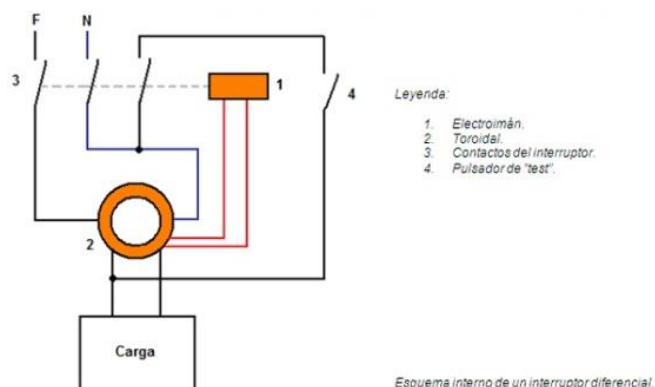 F N
3
1
4
2
Carga
Leyenda:
1. Electroimán.
2. Toroidal.
3. Contactos del interruptor.
4. Pulsador de "test".
Esquema interno de un interruptor diferencial.